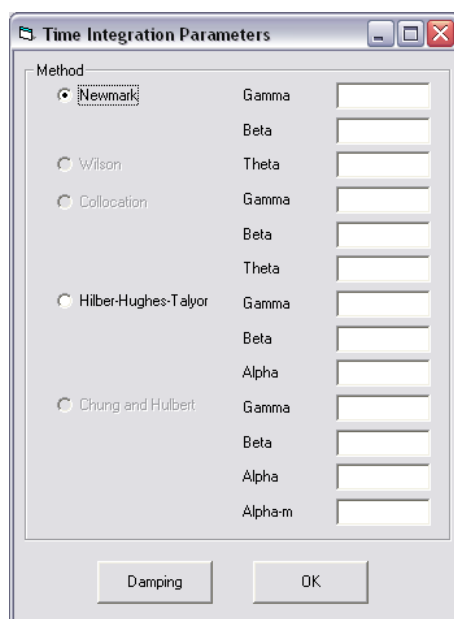 Time Integration Parameters
Method
Newmark Gamma
Beta
Wilson Theta
Collocation Gamma
Beta
Theta
Hilber-Hughes-Talyor Gamma
Beta
Alpha
Chung and Hulbert Gamma
Beta
Alpha
Alpha-m
Damping OK